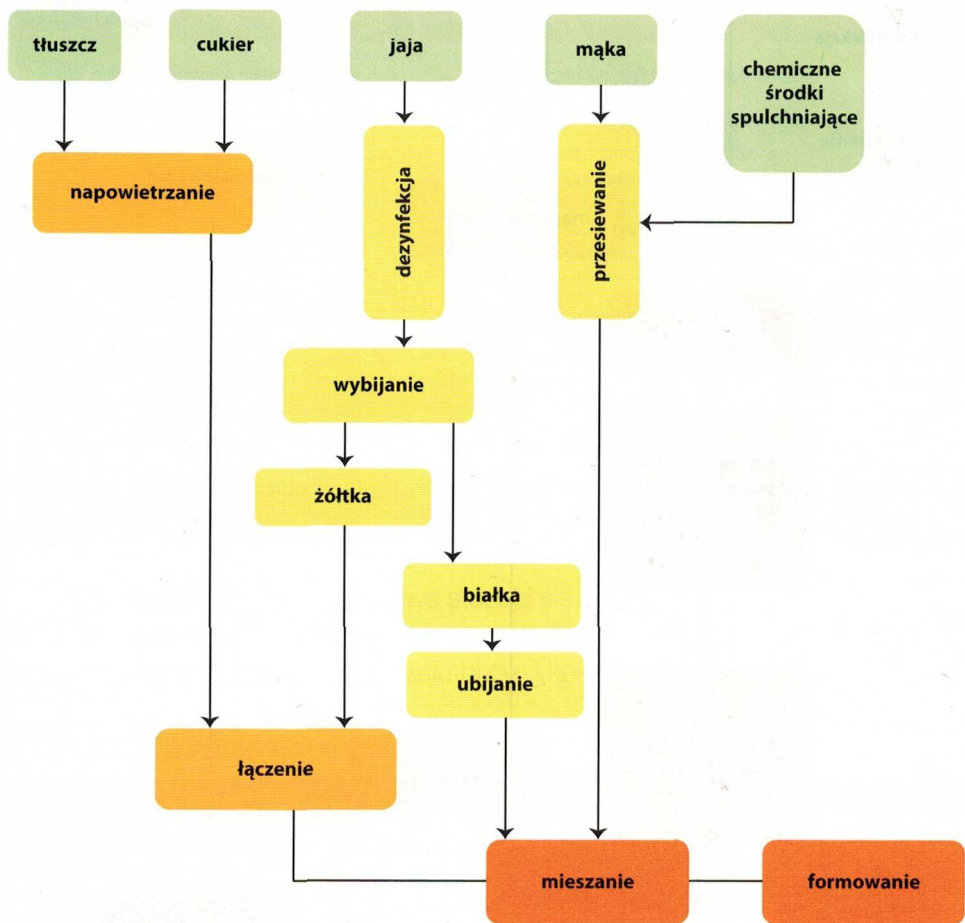 tłuszcz
cukier
jaja
mąka
chemiczne
środki
spulchniające
napowietrzanie
dezynfekcja
przesiewanie
wybijanie
żółtka
białka
ubijanie
łączenie
mieszanie
formowanie